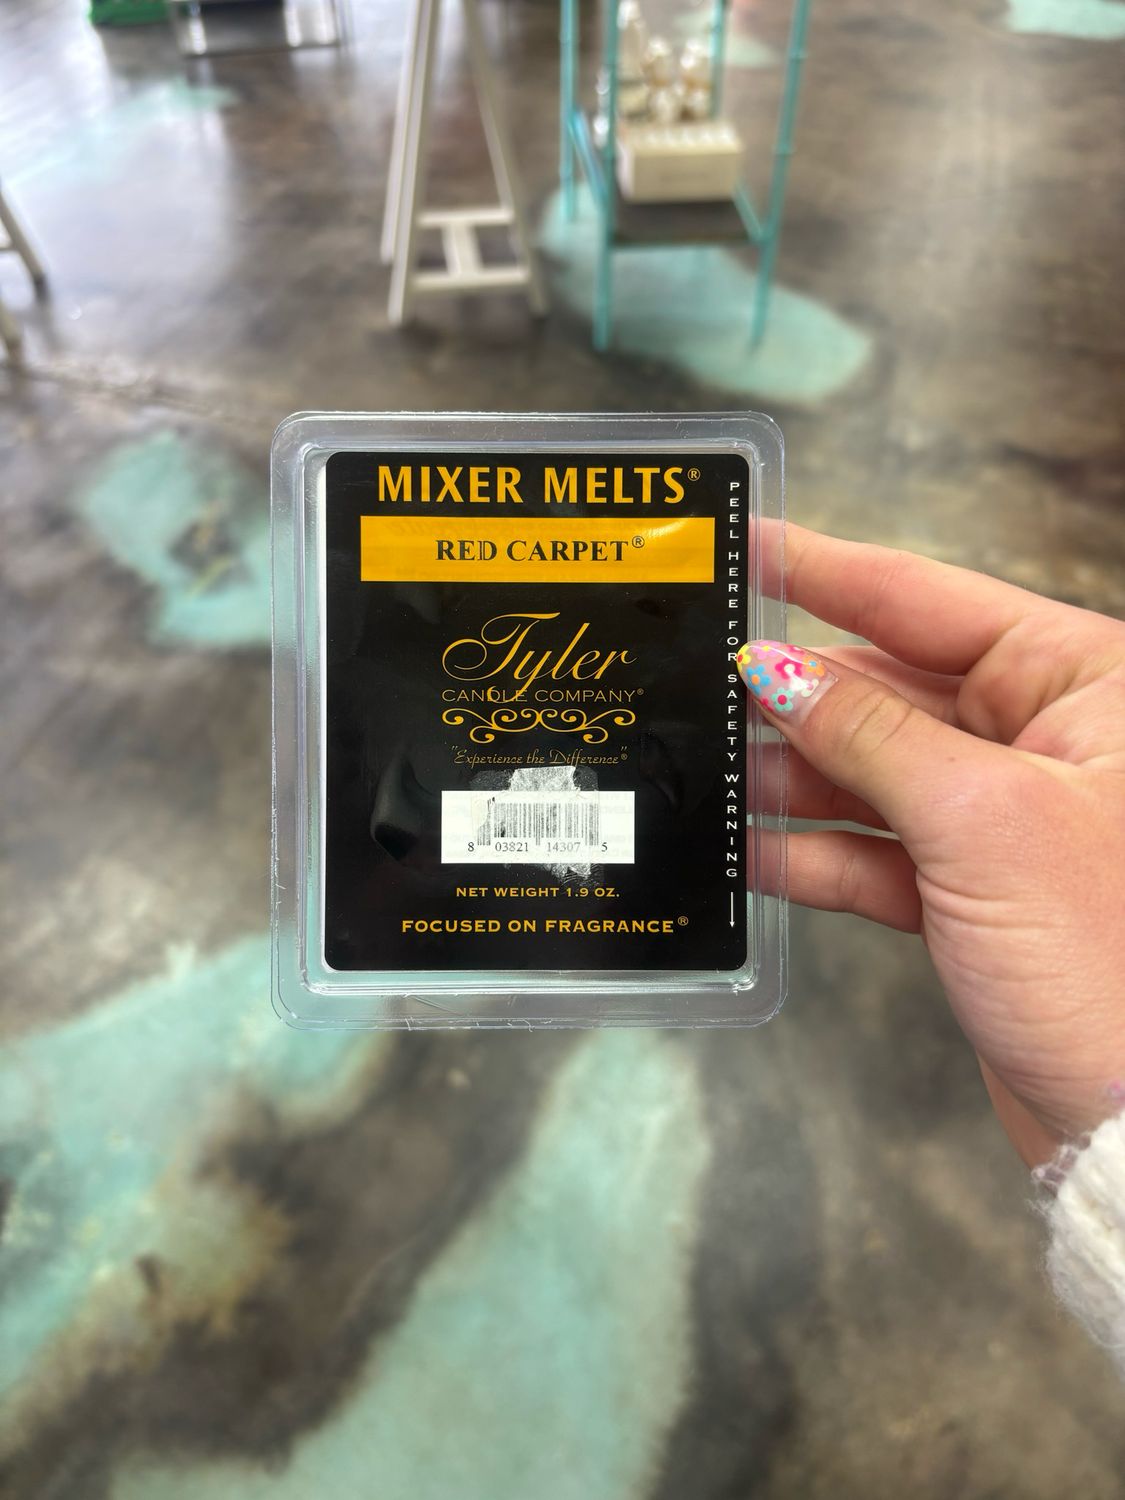 MIXER MELTS®
RED CARPET®
Tyler
CANDLE COMPANY®
"Experience the Difference"®
8 03821 14307 5
NET WEIGHT 1.9 OZ.
FOCUSED ON FRAGRANCE®
PEEL HERE FOR SAFETY WARNING